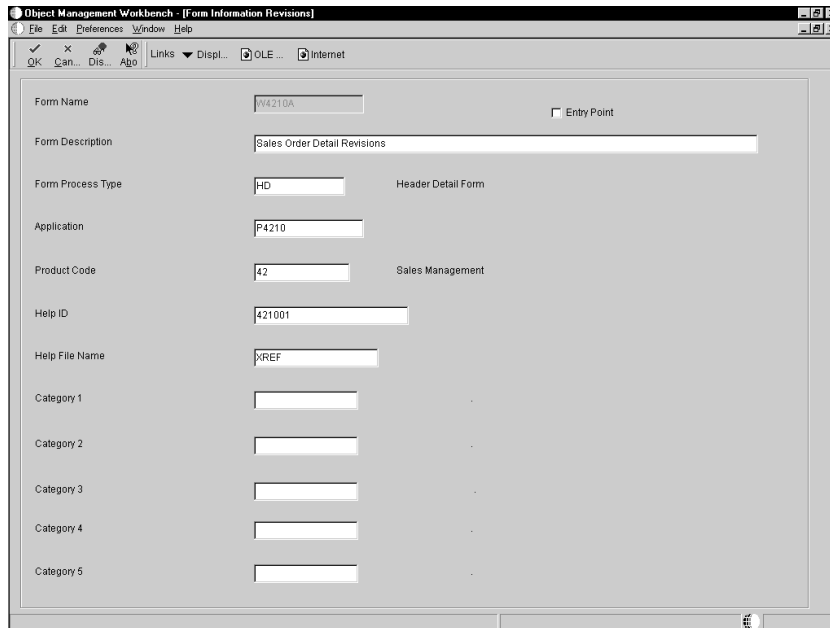 Object Management Workbench - [Form Information Revisions]
File Edit Preferences Window Help
OK Can... Dis... Abo Links Displ... OLE ... Internet
Form Name W4210A Entry Point
Form Description Sales Order Detail Revisions
Form Process Type HD Header Detail Form
Application P4210
Product Code 42 Sales Management
Help ID 421001
Help File Name XREF
Category 1 .
Category 2 .
Category 3 .
Category 4 .
Category 5 .